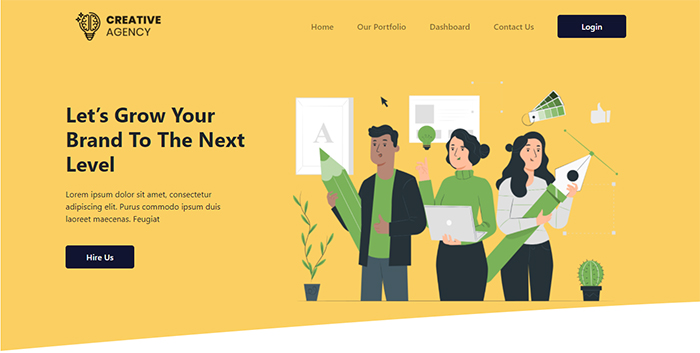 CREATIVE
AGENCY
Home Our Portfolio Dashboard Contact Us Login
Let's Grow Your
Brand To The Next
Level
Lorem ipsum dolor sit amet, consectetur
adipiscing elit. Purus commodo ipsum duis
laoreet maecenas. Feugiat
Hire Us
A